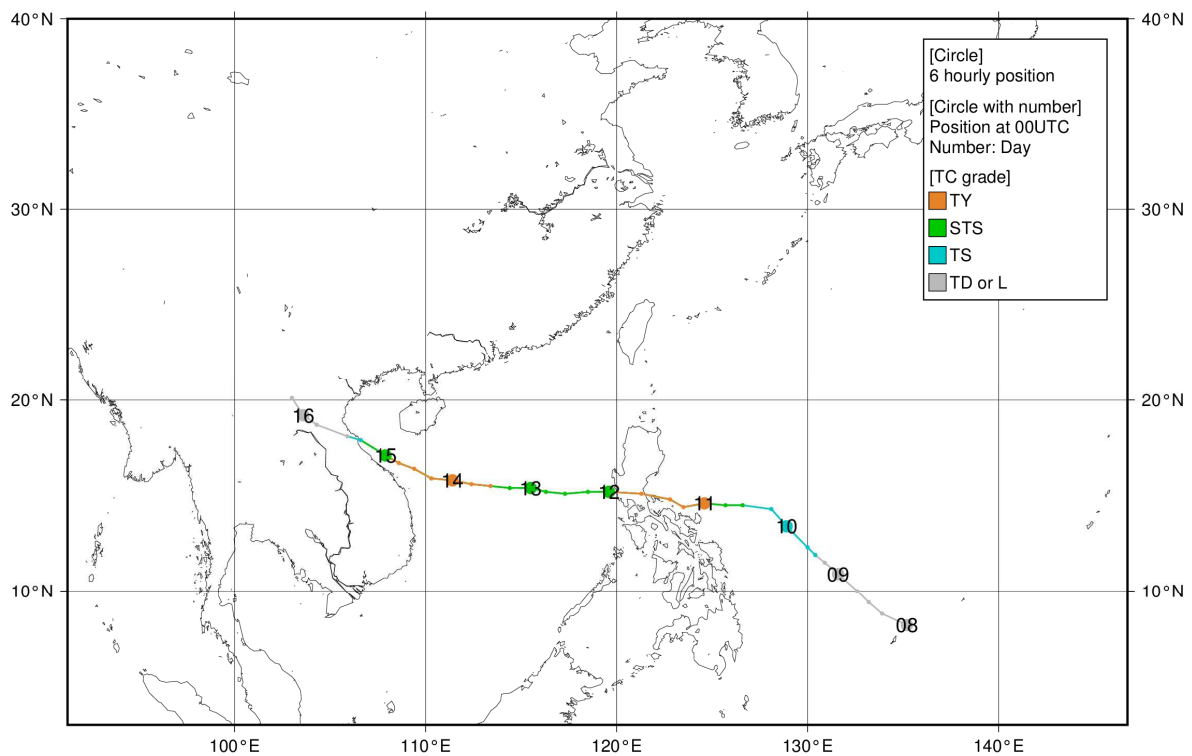 40°N
40°N
[Circle]
6 hourly position
[Circle with number]
Position at 00UTC
Number: Day
[TC grade]
TY
STS
TS
TD or L
30°N
30°N
20°N
20°N
16
15
14
13
12
11
10
09
08
10°N
10°N
100°E
110°E
120°E
130°E
140°E